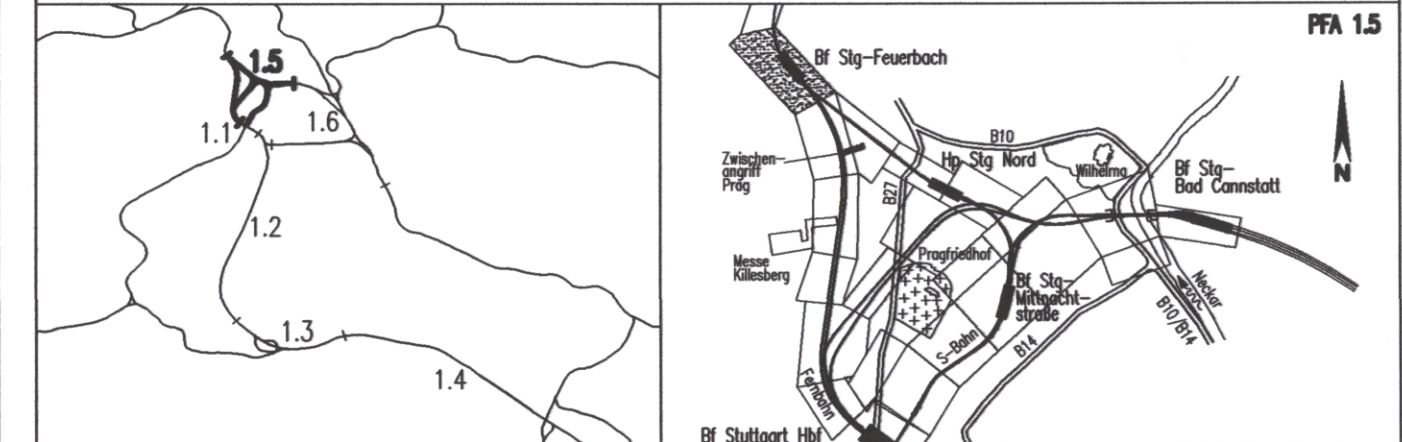 1.5
1.1
1.6
1.2
1.3
1.4
PFA 1.5
Bf Stg-Feuerbach
N
B10
Zwischen-
angriff
Prag
Hp Stg Nord
Wilhelma
Bf Stg-
Bad Cannstatt
B27
Messe
Killesberg
Pragfriedhof
Bf Stg-
Mittnacht-
straße
Neckar
B10/B14
S-Bahn
B14
Fernbahn
Bf Stuttgart Hbf